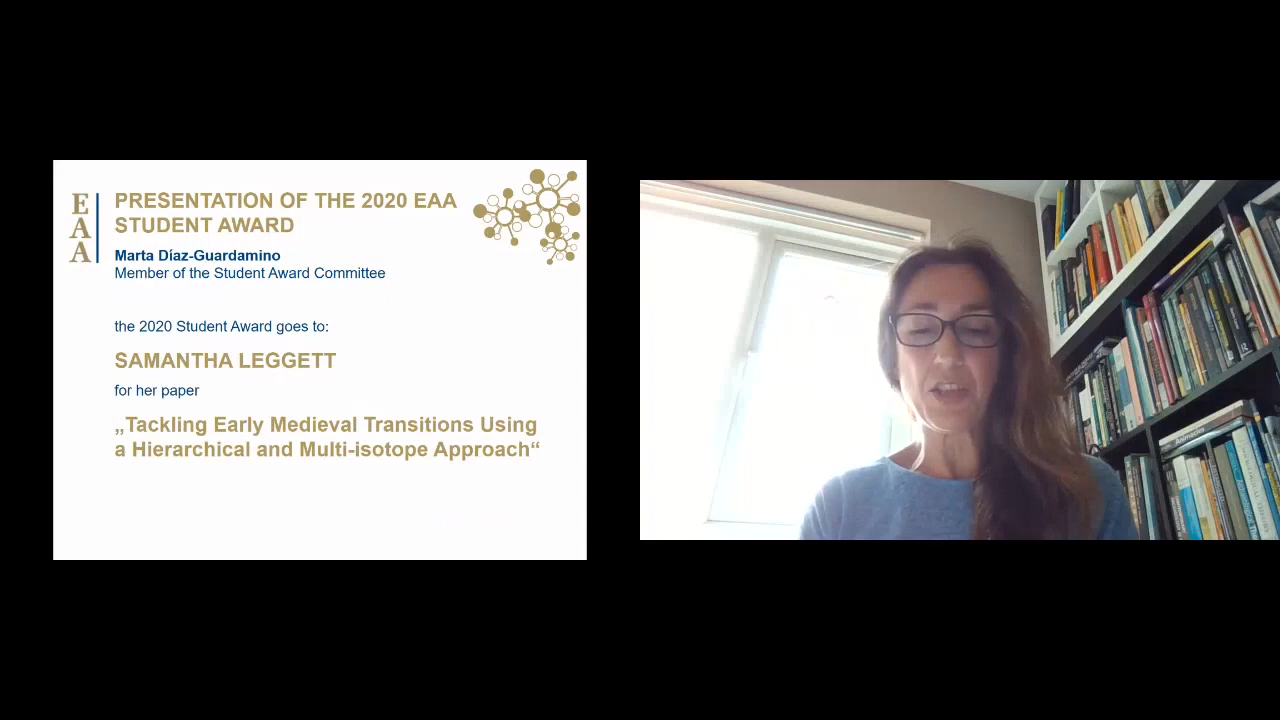 EAA
PRESENTATION OF THE 2020 EAA
STUDENT AWARD
Marta Díaz-Guardamino
Member of the Student Award Committee
the 2020 Student Award goes to:
SAMANTHA LEGGETT
for her paper
„Tackling Early Medieval Transitions Using
a Hierarchical and Multi-isotope Approach“
Animacies